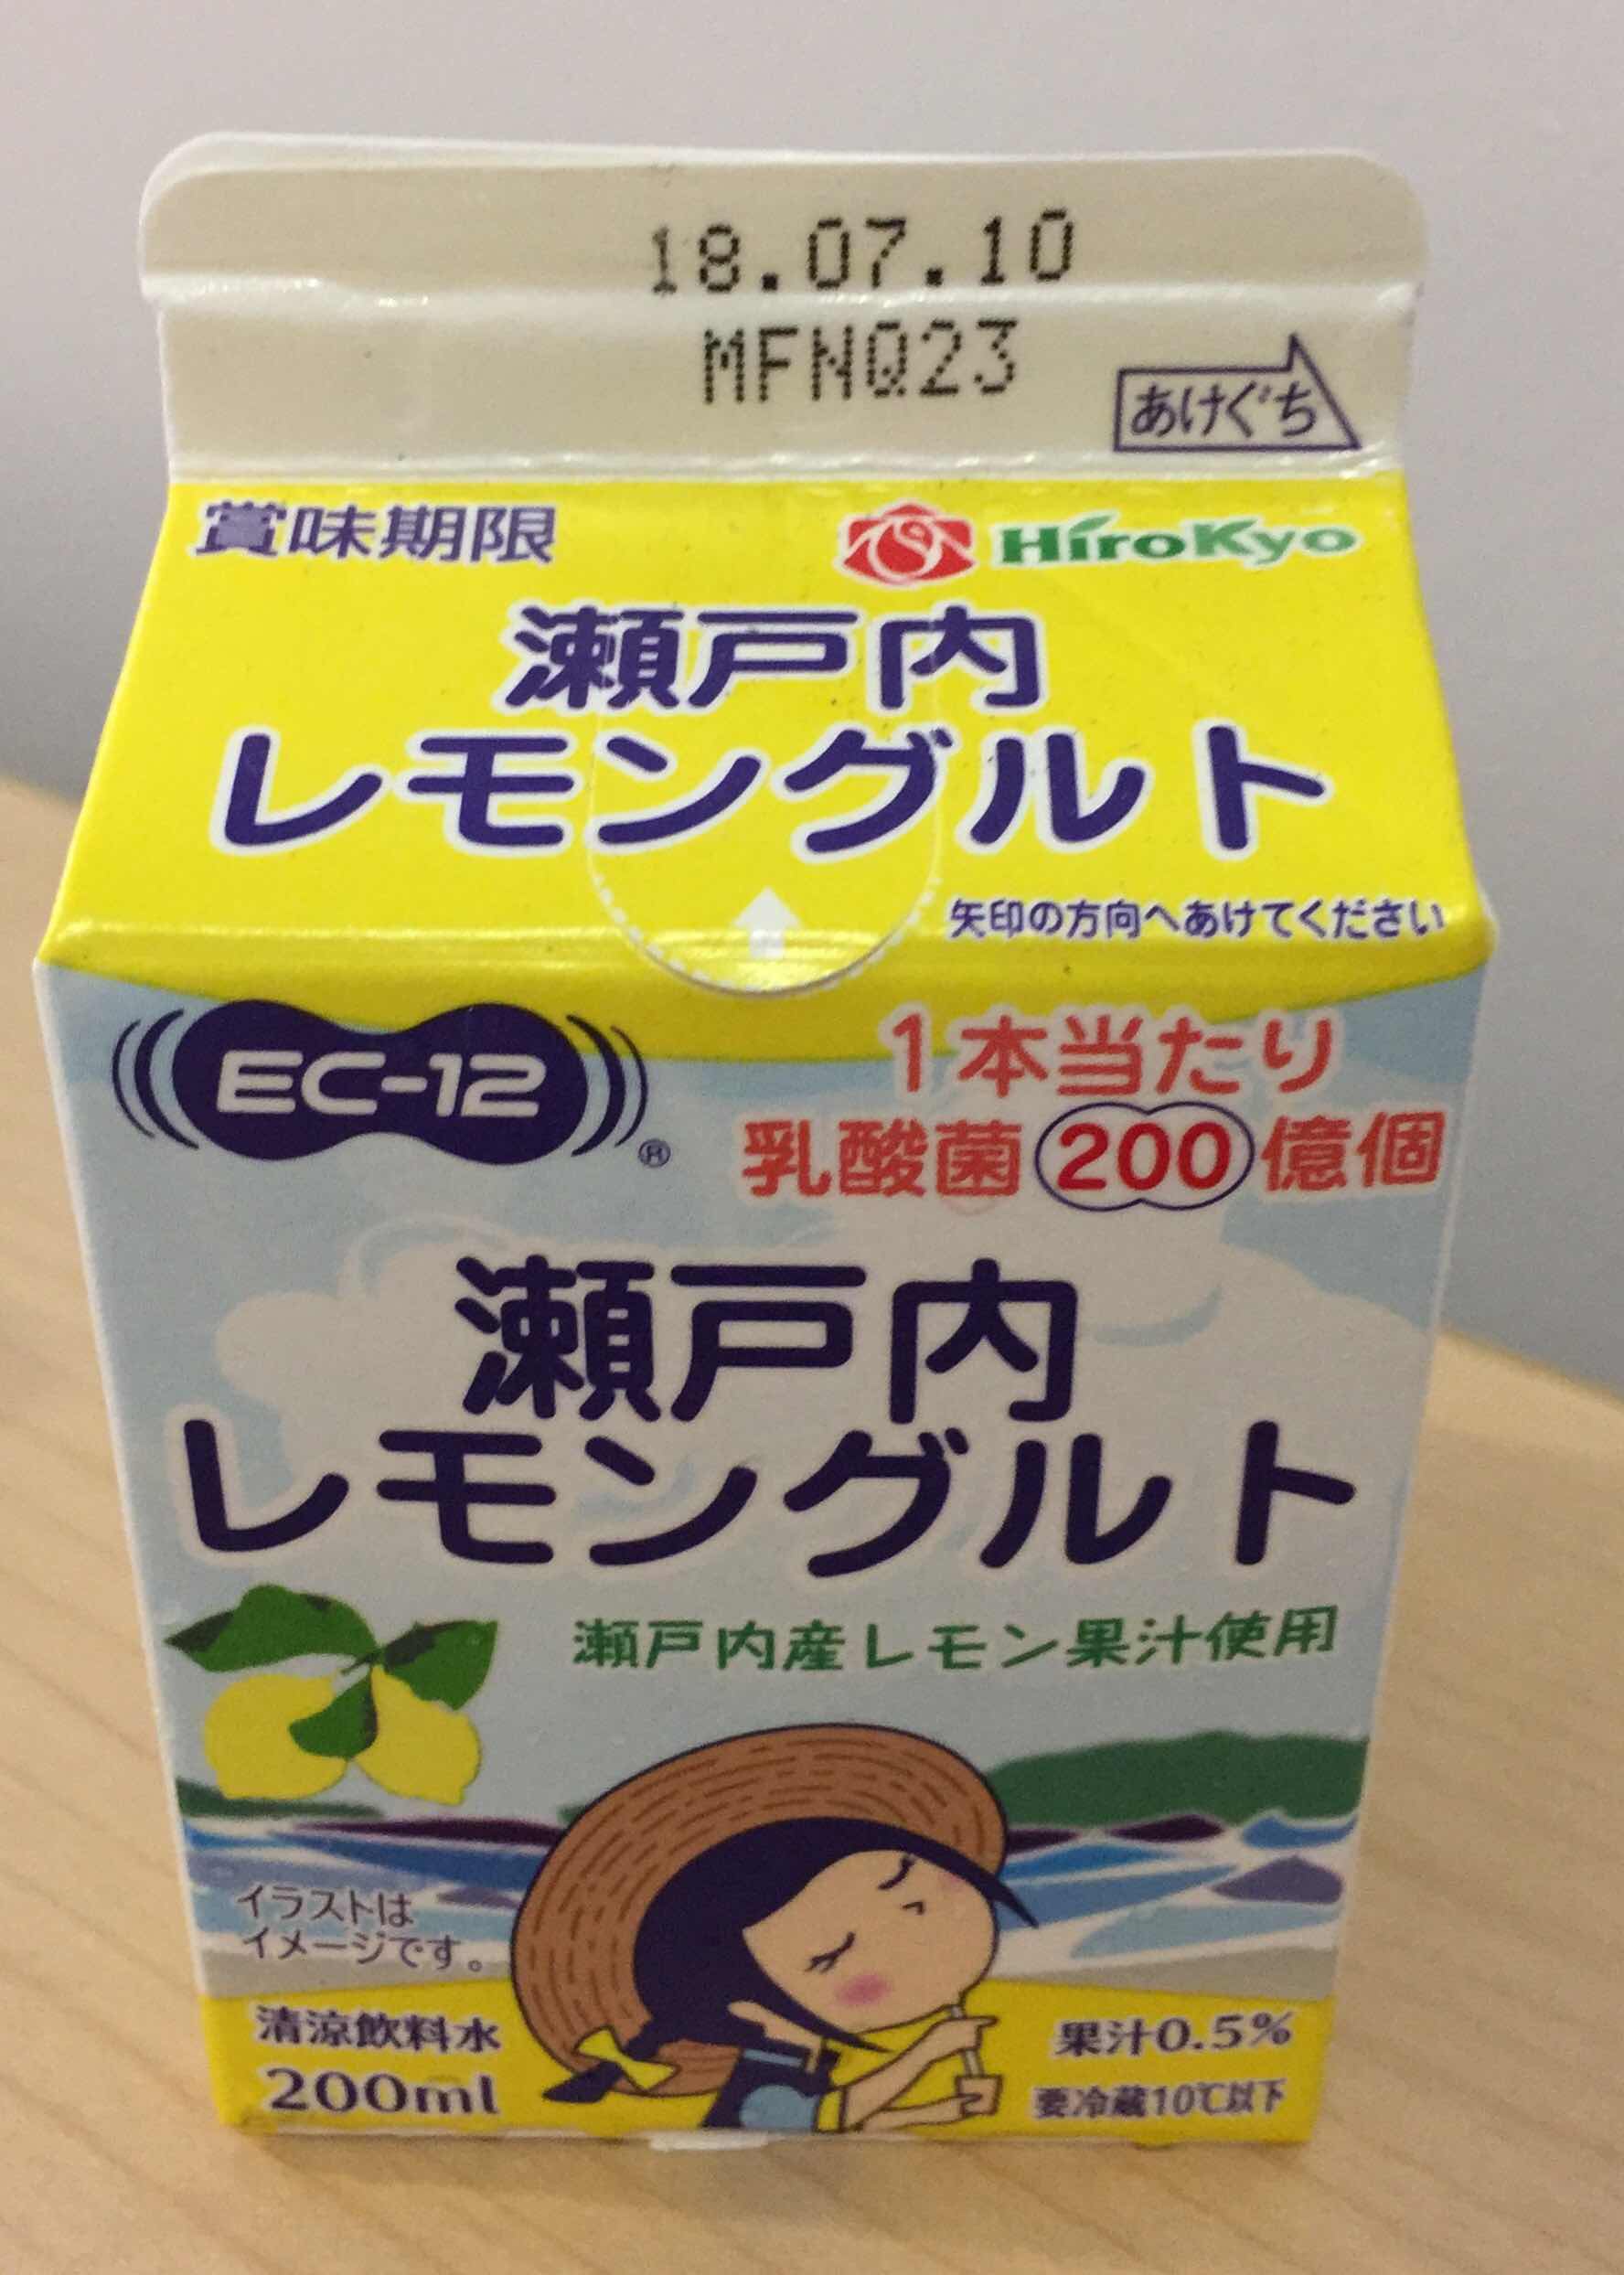 18.07.10
MFNQ23
あけぐち
賞味期限
HiroKyo
瀬戸内
レモングルト
矢印の方向へあけてください
EC-12®
1本当たり
乳酸菌200億個
瀬戸内
レモングルト
瀬戸内産レモン果汁使用
イラストは
イメージです。
清涼飲料水
200ml
果汁0.5%
要冷蔵10℃以下